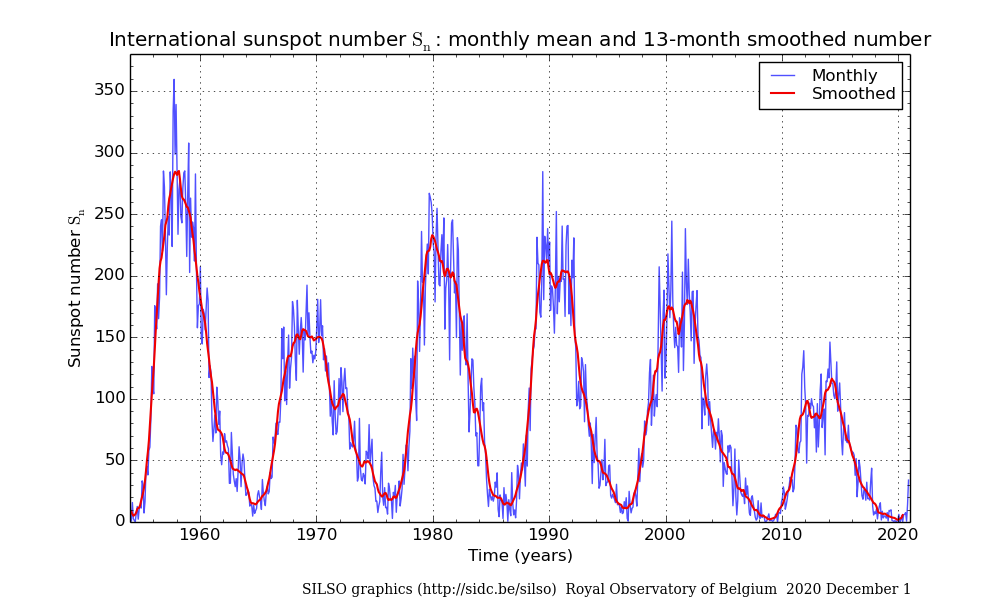 International sunspot number Sn : monthly mean and 13-month smoothed number
Monthly
Smoothed
350
300
250
200
150
100
50
0
Sunspot number Sn
1960 1970 1980 1990 2000 2010 2020
Time (years)
SILSO graphics (http://sidc.be/silso) Royal Observatory of Belgium 2020 December 1